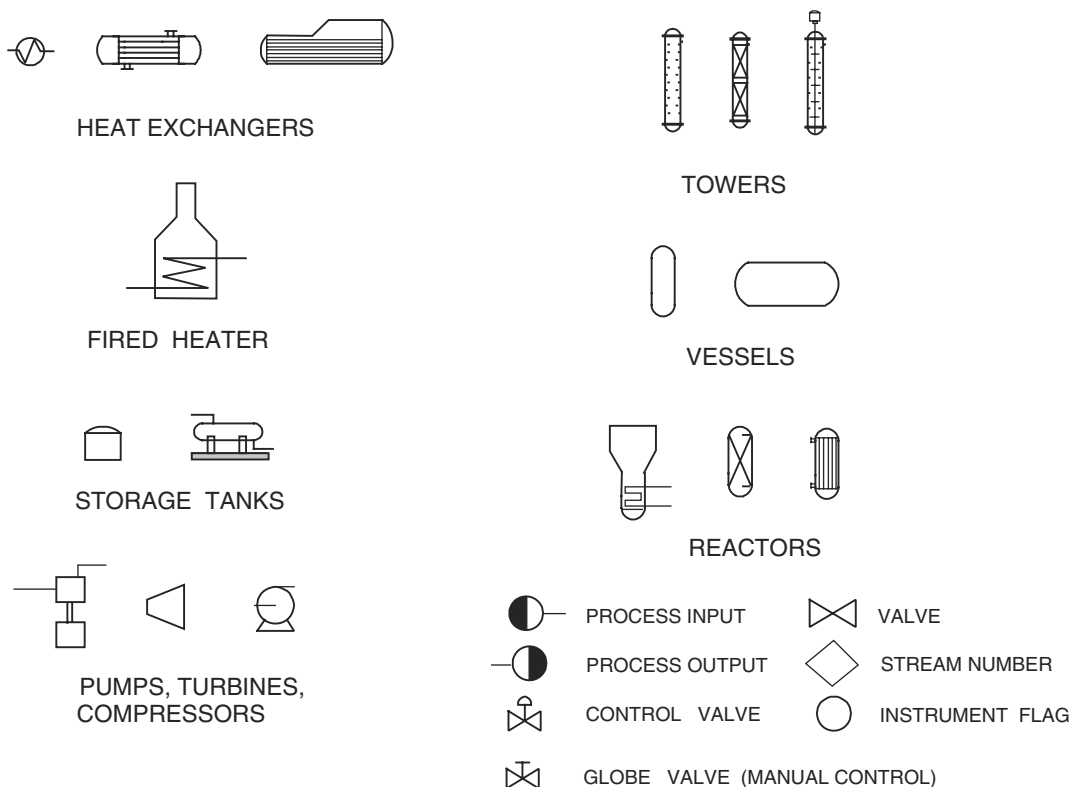 HEAT EXCHANGERS
TOWERS
FIRED HEATER
VESSELS
STORAGE TANKS
REACTORS
PUMPS, TURBINES,
COMPRESSORS
PROCESS INPUT
VALVE
PROCESS OUTPUT
STREAM NUMBER
CONTROL VALVE
INSTRUMENT FLAG
GLOBE VALVE (MANUAL CONTROL)